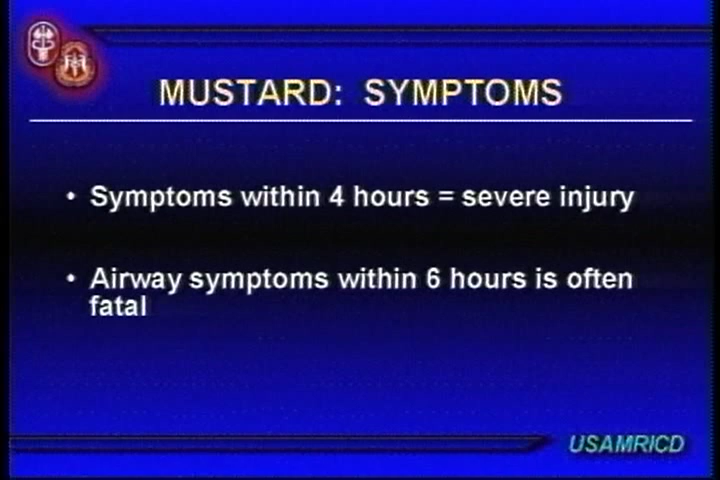 MUSTARD: SYMPTOMS
• Symptoms within 4 hours = severe injury
• Airway symptoms within 6 hours is often
fatal
USAMRICD